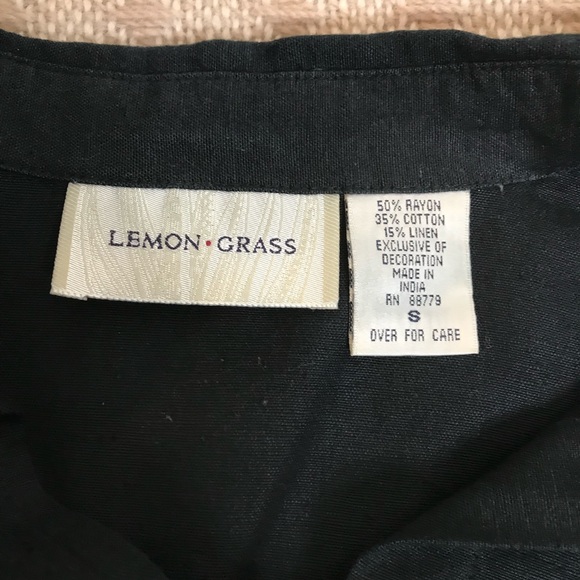 LEMON · GRASS
50% RAYON
35% COTTON
15% LINEN
EXCLUSIVE OF
DECORATION
MADE IN
INDIA
RN 88779
S
OVER FOR CARE